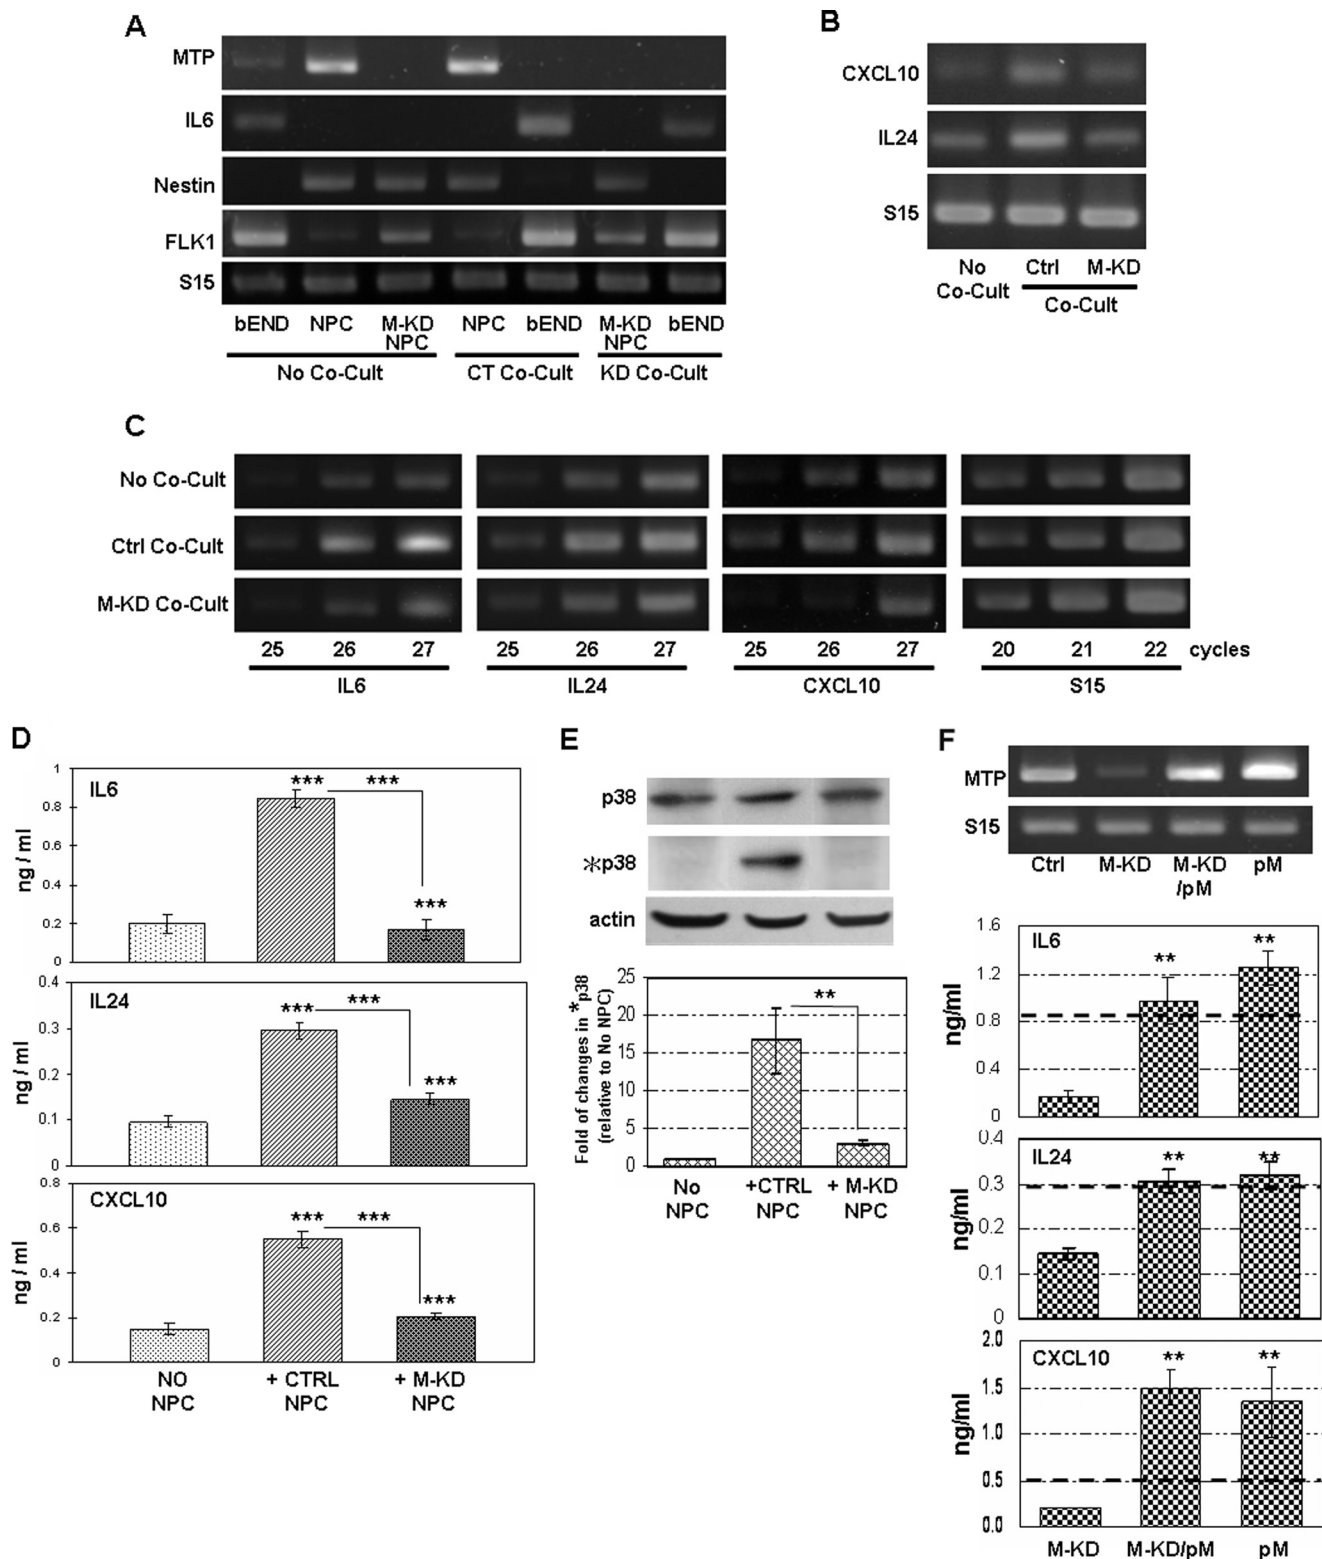 A
MTP
IL6
Nestin
FLK1
S15
bEND NPC M-KD NPC bEND M-KD bEND
NPC NPC
No Co-Cult CT Co-Cult KD Co-Cult
B
CXCL10
IL24
S15
No Ctrl M-KD
Co-Cult Co-Cult
C
No Co-Cult
Ctrl Co-Cult
M-KD Co-Cult
25 26 27 25 26 27 25 26 27 20 21 22 cycles
IL6 IL24 CXCL10 S15
D
1
0.8
0.6
0.4
0.2
0
ng / ml
IL6
*** *** ***
0.4
0.3
0.2
0.1
0
ng / ml
IL24
*** *** ***
0.8
0.6
0.4
0.2
0
ng / ml
CXCL10
*** *** ***
NO + CTRL + M-KD
NPC NPC NPC
E
p38
*p38
actin
Fold of changes in *p38
(relative to No NPC)
25
20
15
10
5
0
**
No +CTRL + M-KD
NPC NPC NPC
F
MTP
S15
Ctrl M-KD M-KD pM
/pM
1.6
1.2
0.8
0.4
0
ng/ml
IL6
** **
0.4
0.3
0.2
0.1
0
ng/ml
IL24
** **
2.0
1.5
1.0
0.5
0.0
ng/ml
CXCL10
** **
M-KD M-KD/pM pM